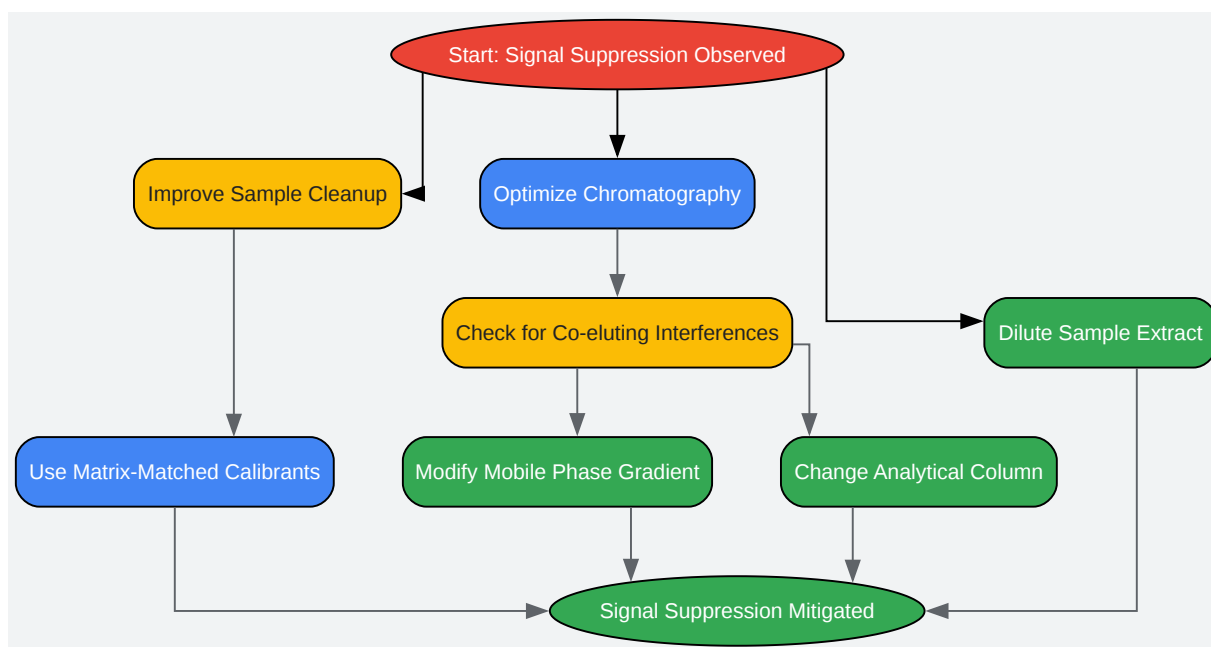 Start: Signal Suppression Observed
Improve Sample Cleanup
Optimize Chromatography
Check for Co-eluting Interferences
Dilute Sample Extract
Use Matrix-Matched Calibrants
Modify Mobile Phase Gradient
Change Analytical Column
Signal Suppression Mitigated